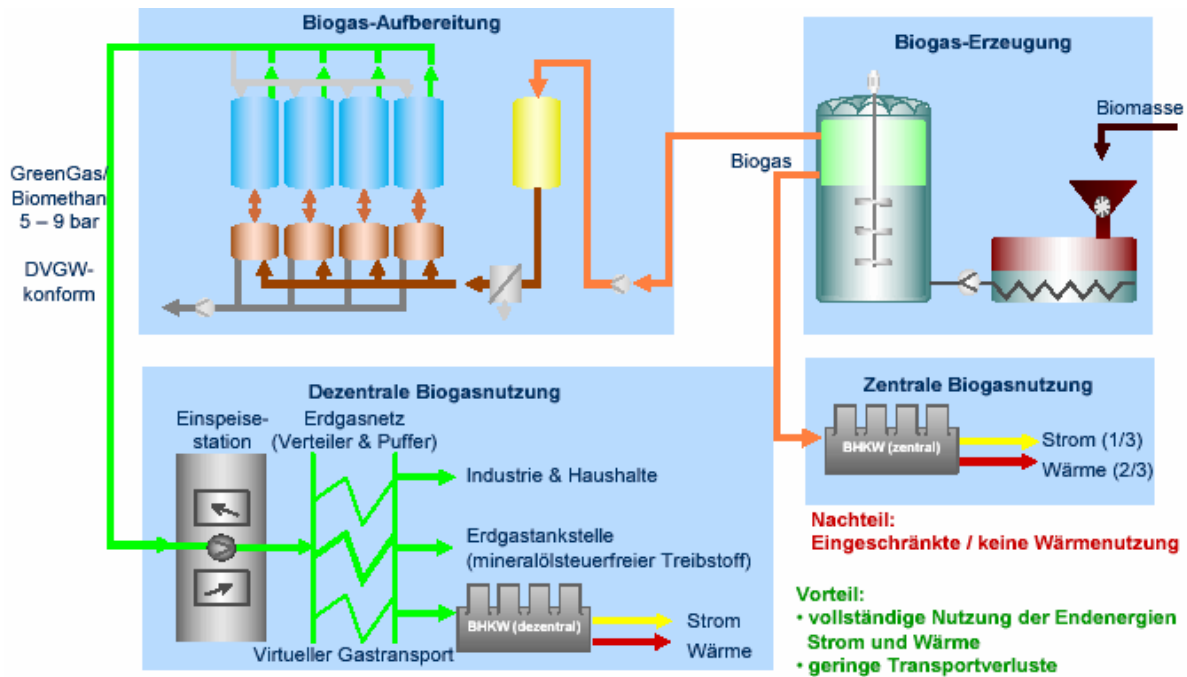 Biogas-Aufbereitung
Biogas-Erzeugung
Biomasse
Biogas
GreenGas/
Biomethan
5 – 9 bar
DVGW-
konform
Dezentrale Biogasnutzung
Einspeise-
station
Erdgasnetz
(Verteiler & Puffer)
Industrie & Haushalte
Erdgastankstelle
(mineralölsteuerfreier Treibstoff)
BHKW (dezentral)
Strom
Wärme
Virtueller Gastransport
Zentrale Biogasnutzung
BHKW (zentral)
Strom (1/3)
Wärme (2/3)
Nachteil:
Eingeschränkte / keine Wärmenutzung
Vorteil:
• vollständige Nutzung der Endenergien
Strom und Wärme
• geringe Transportverluste